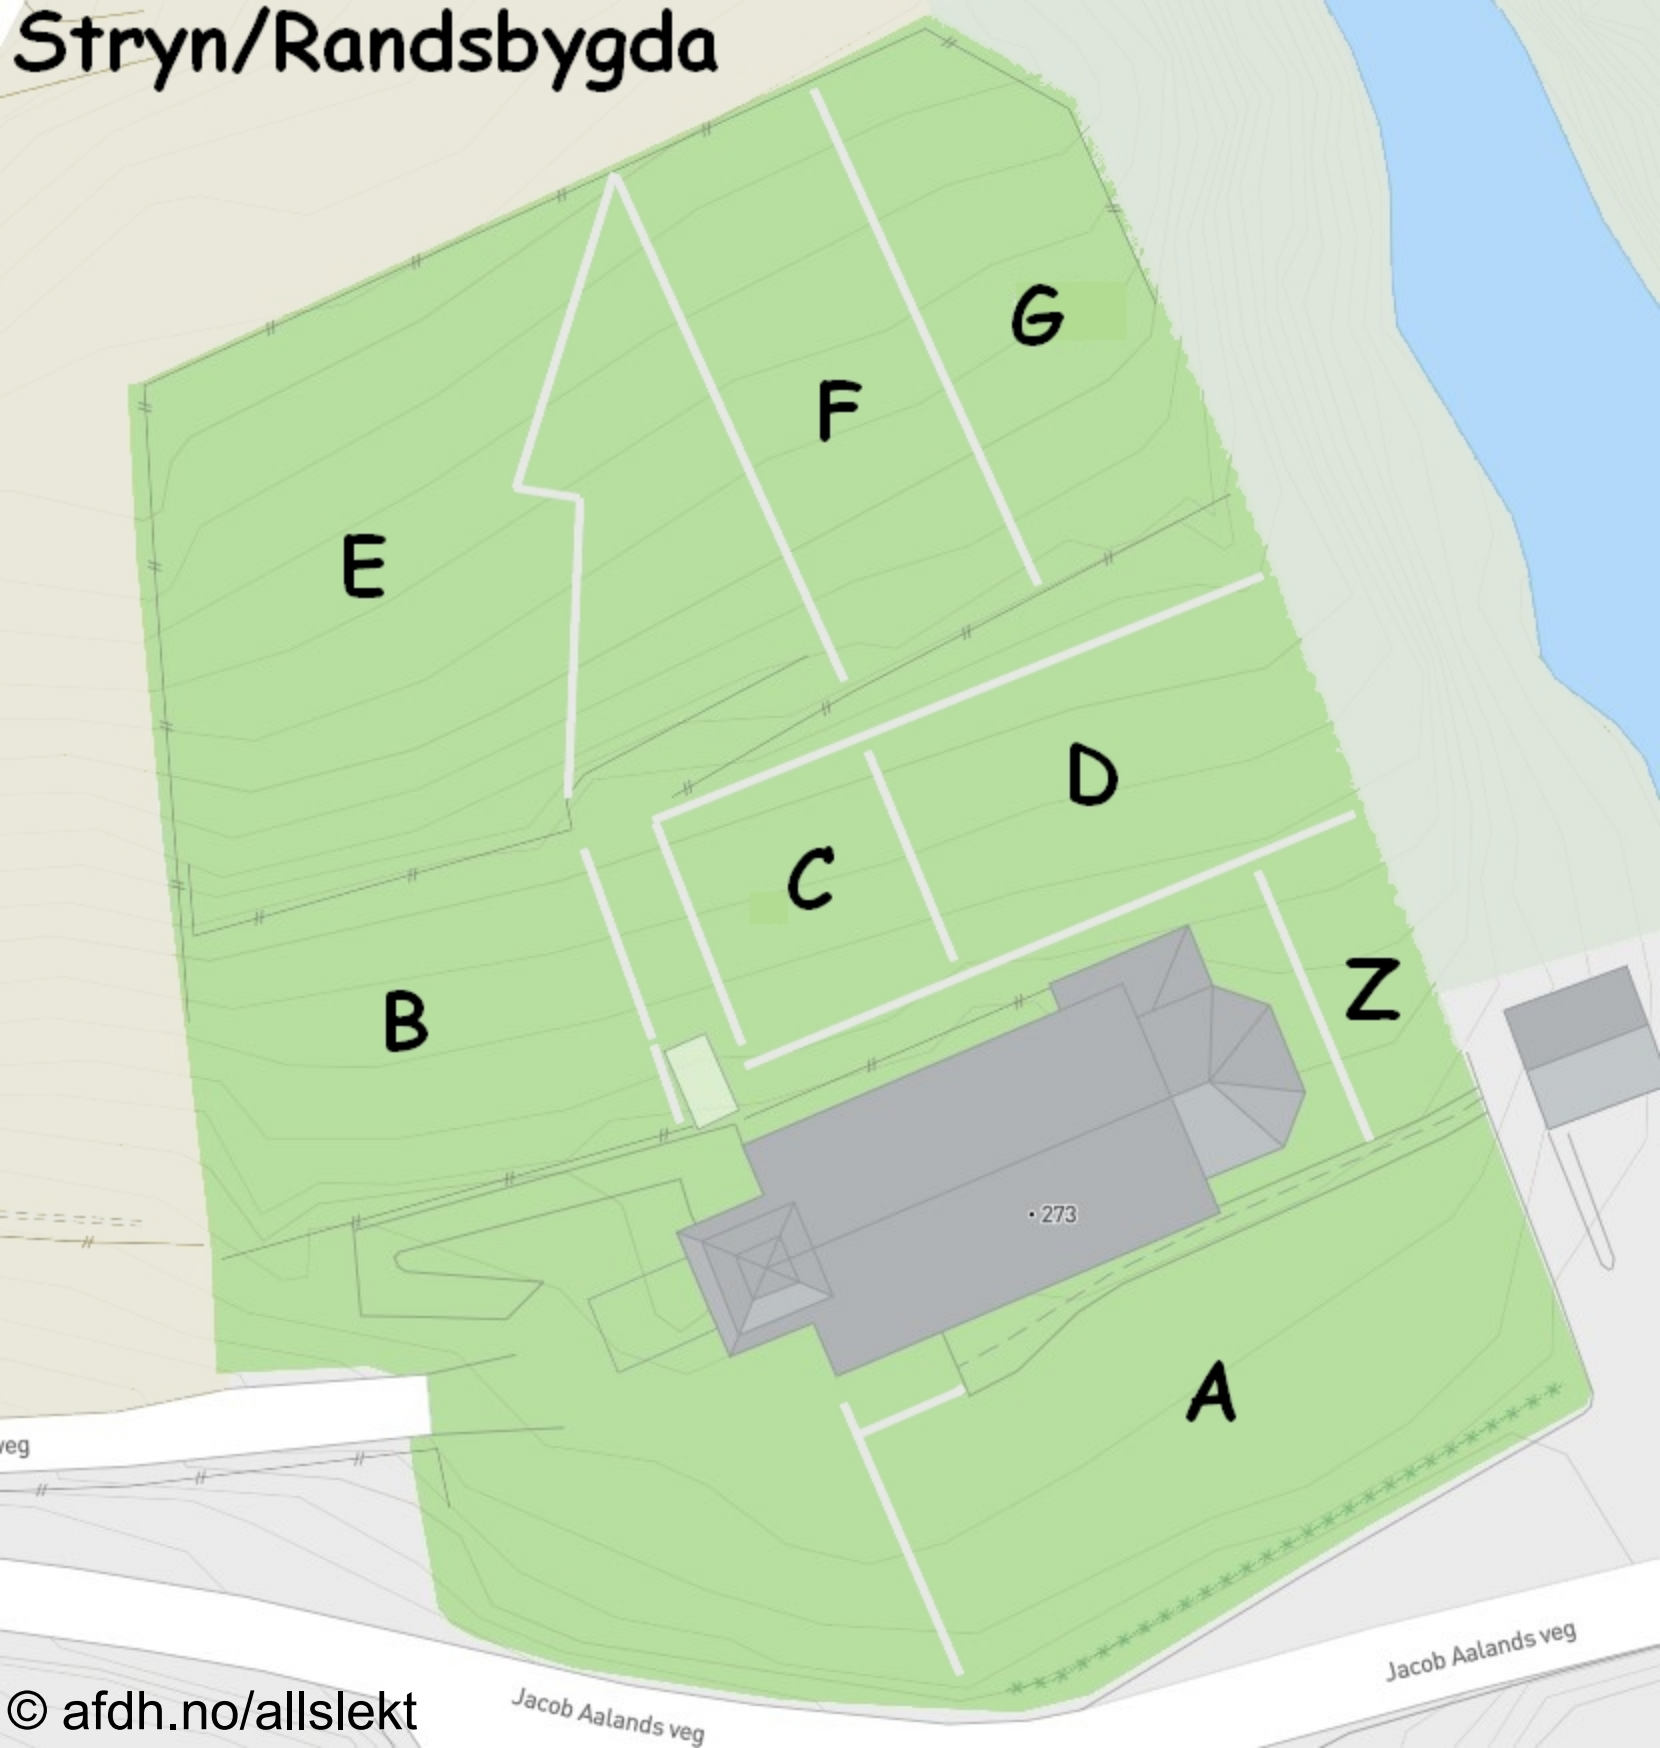 Stryn/Randsbygda
G
F
E
D
C
Z
B
273
A
veg
Jacob Aalands veg
Jacob Aalands veg
© afdh.no/allslekt